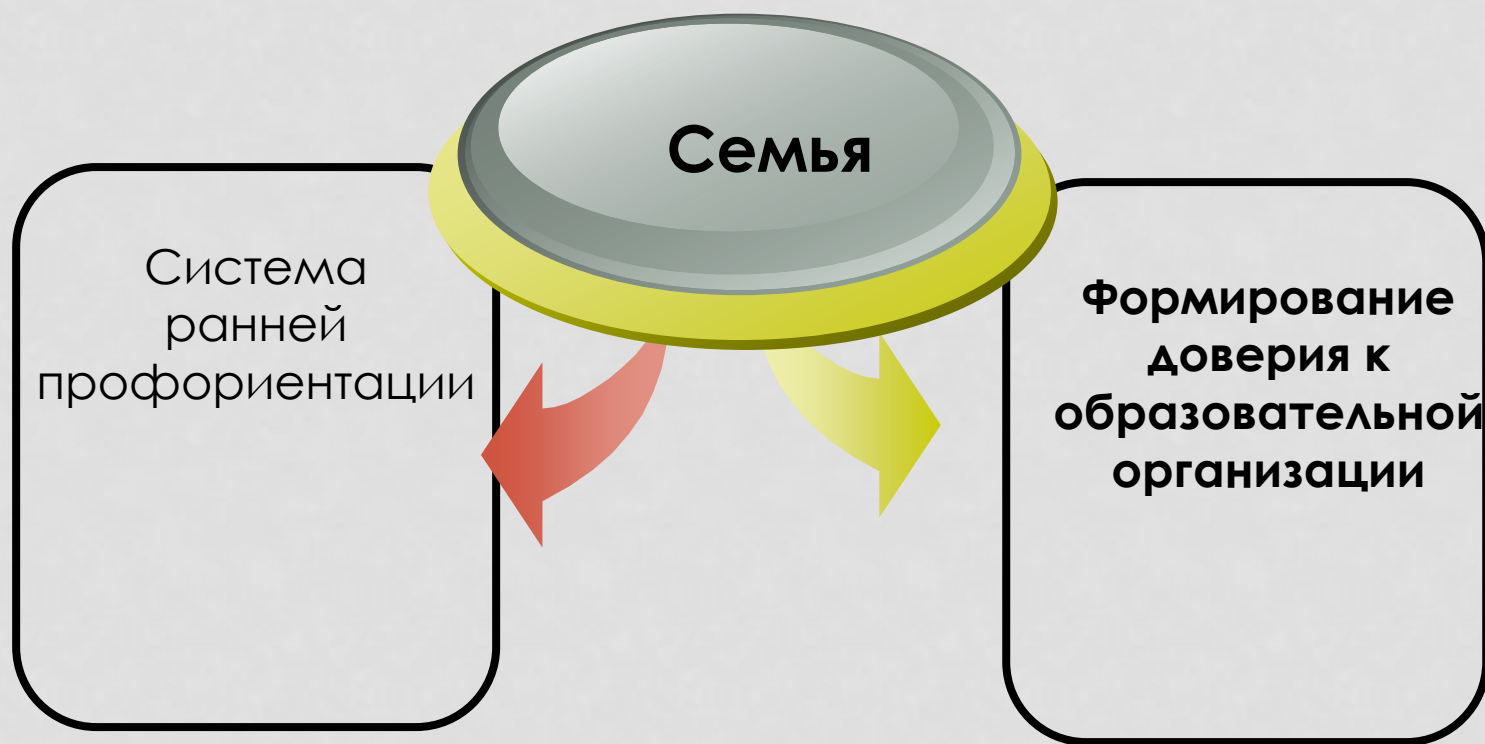 Семья
Система
ранней
профориентации
Формирование
доверия к
образовательной
организации